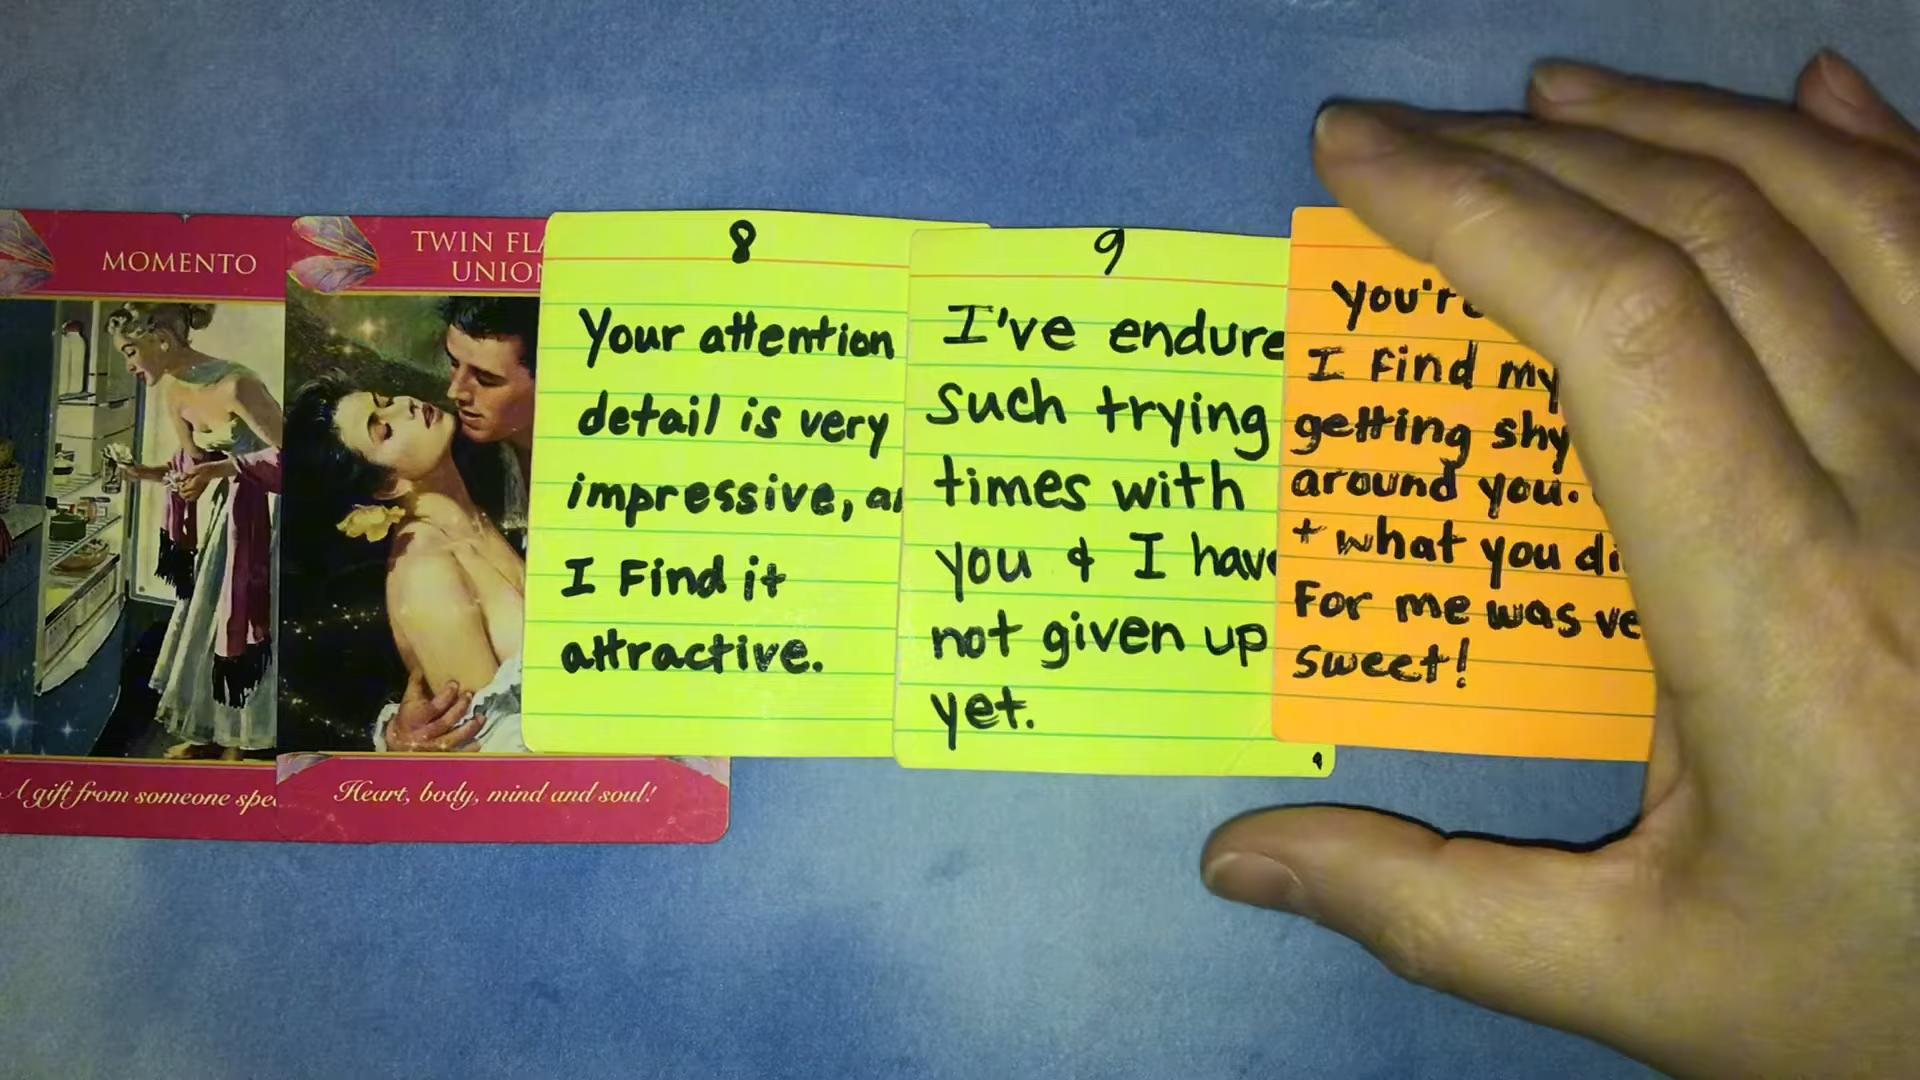 MOMENTO
A gift from someone spe
TWIN FLA
UNION
Heart, body, mind and soul!
8
Your attention
detail is very
impressive, a
I Find it
attractive.
9
I've endure
such trying
times with
you & I have
not given up
yet.
9
You're
I Find my
getting shy
around you.
+ what you di
For me was ve
sweet!